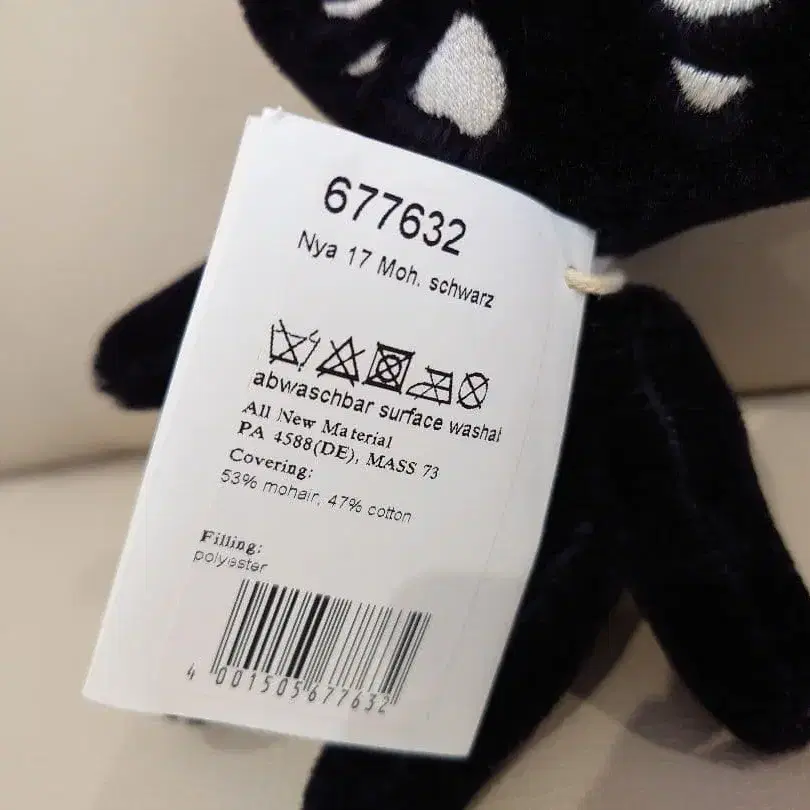 677632
Nya 17 Moh. schwarz
abwaschbar surface washal
All New Material
PA 4588(DE), MASS 73
Covering:
53% mohair, 47% cotton
Filling:
polyester
4 001505 677632